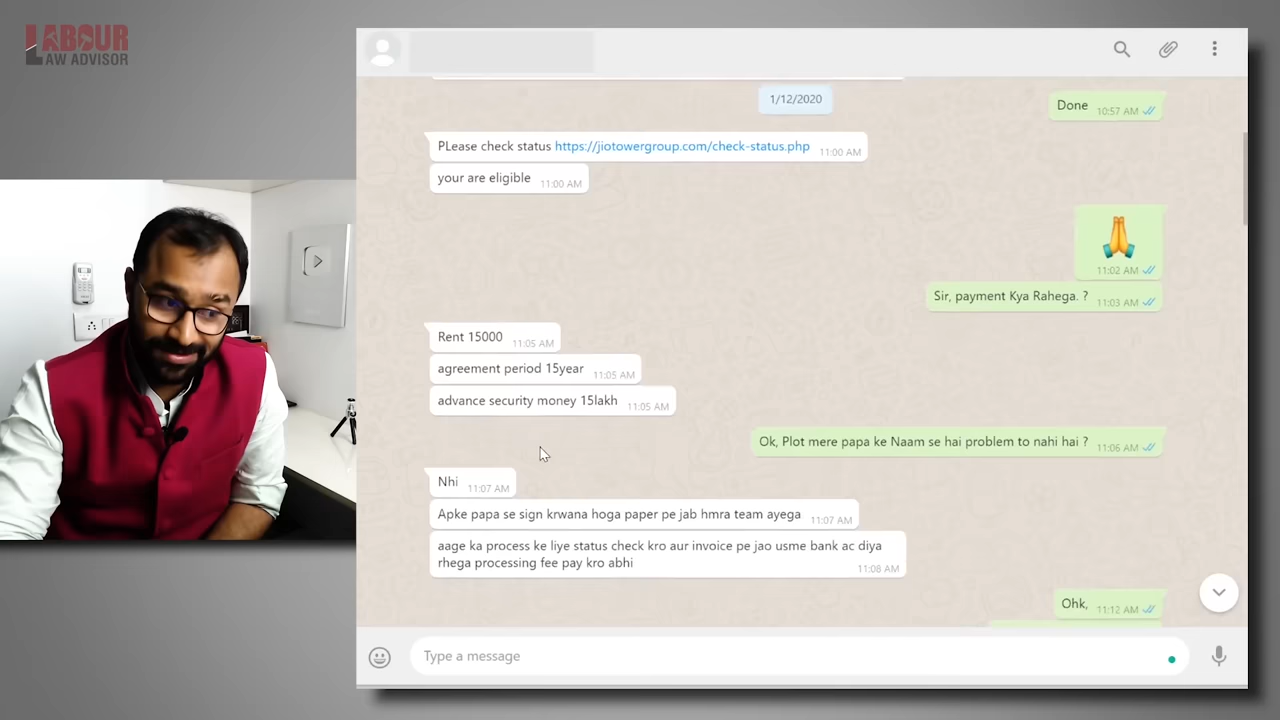 LABOUR
LAW ADVISOR
1/12/2020
Done 10:57 AM
PLease check status https://jiotowergroup.com/check-status.php 11:00 AM
your are eligible 11:00 AM
11:02 AM
Sir, payment Kya Rahega. ? 11:03 AM
Rent 15000 11:05 AM
agreement period 15year 11:05 AM
advance security money 15lakh 11:05 AM
Ok, Plot mere papa ke Naam se hai problem to nahi hai ? 11:06 AM
Nhi 11:07 AM
Apke papa se sign krwana hoga paper pe jab hmra team ayega 11:07 AM
aage ka process ke liye status check kro aur invoice pe jao usme bank ac diya
rhega processing fee pay kro abhi 11:08 AM
Ohk, 11:12 AM
Type a message